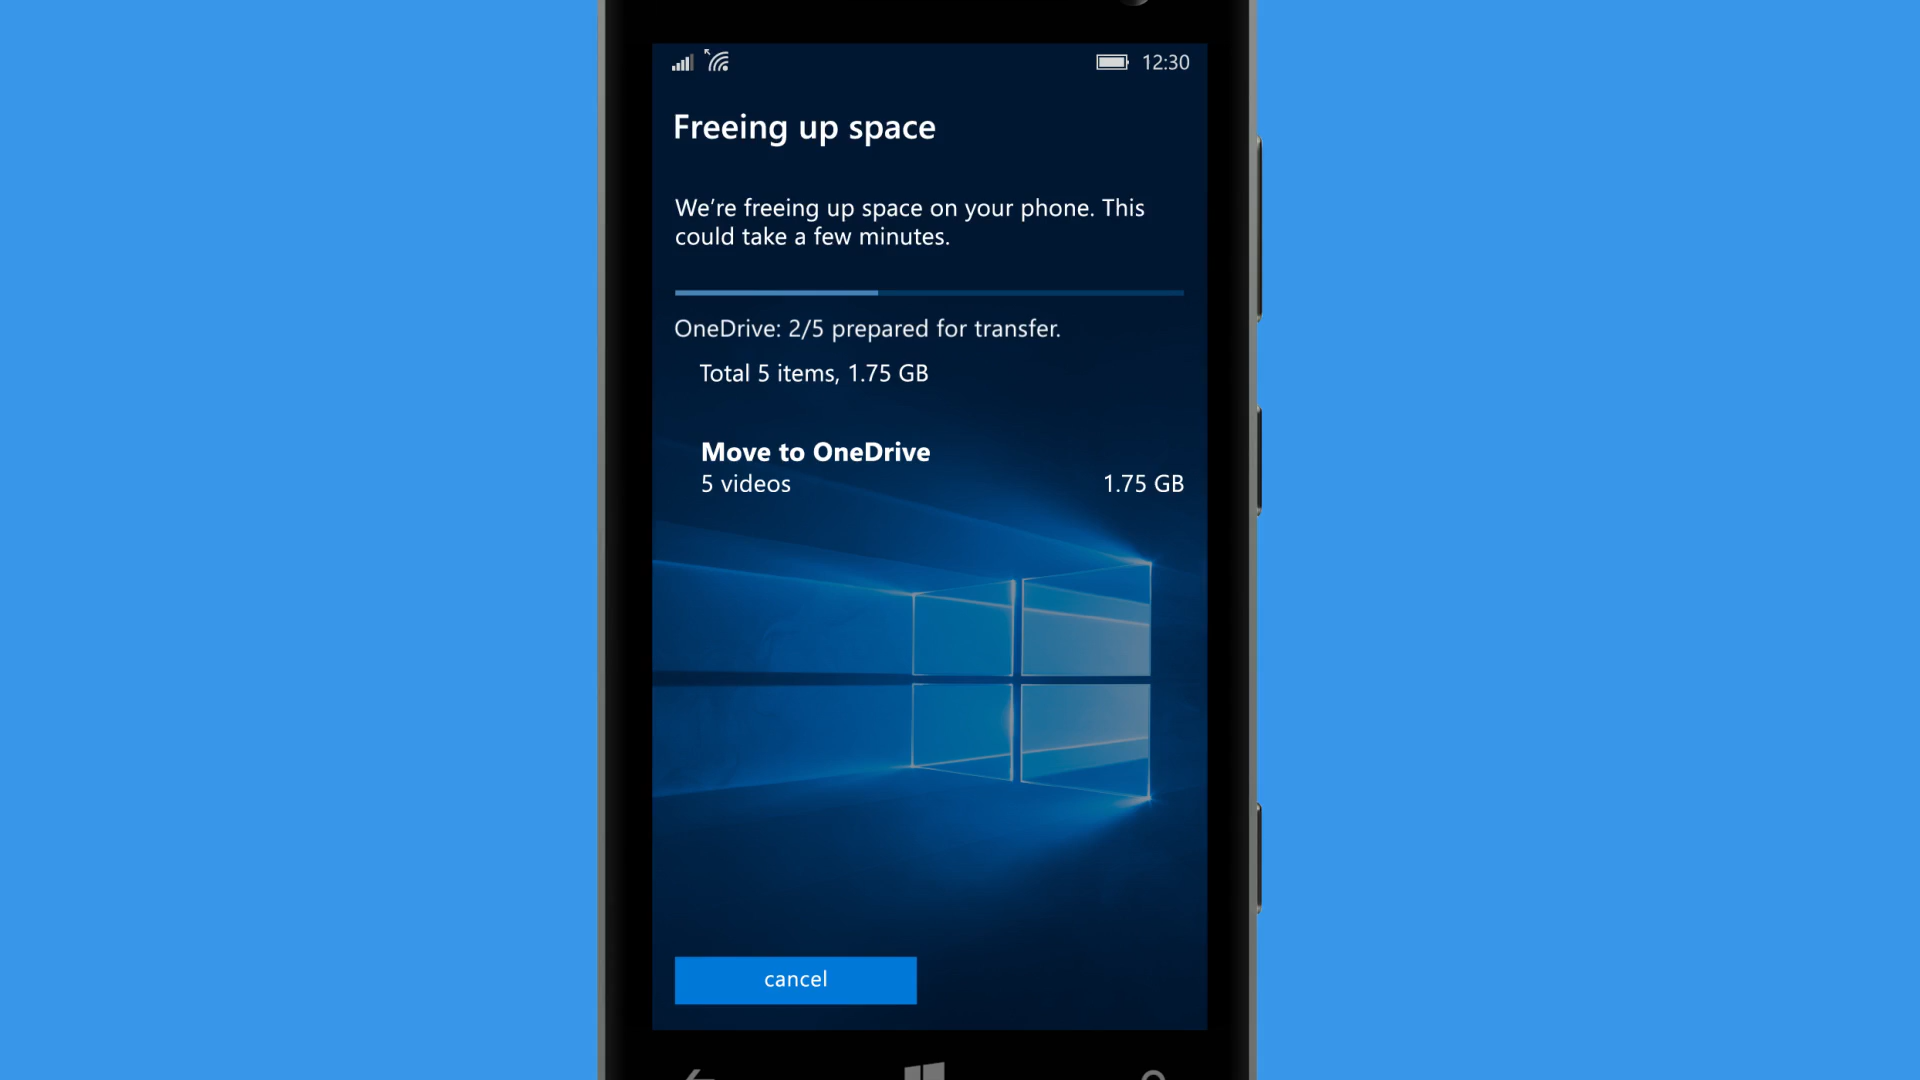 12:30
Freeing up space
We’re freeing up space on your phone. This
could take a few minutes.
OneDrive: 2/5 prepared for transfer.
Total 5 items, 1.75 GB
Move to OneDrive
5 videos 1.75 GB
cancel